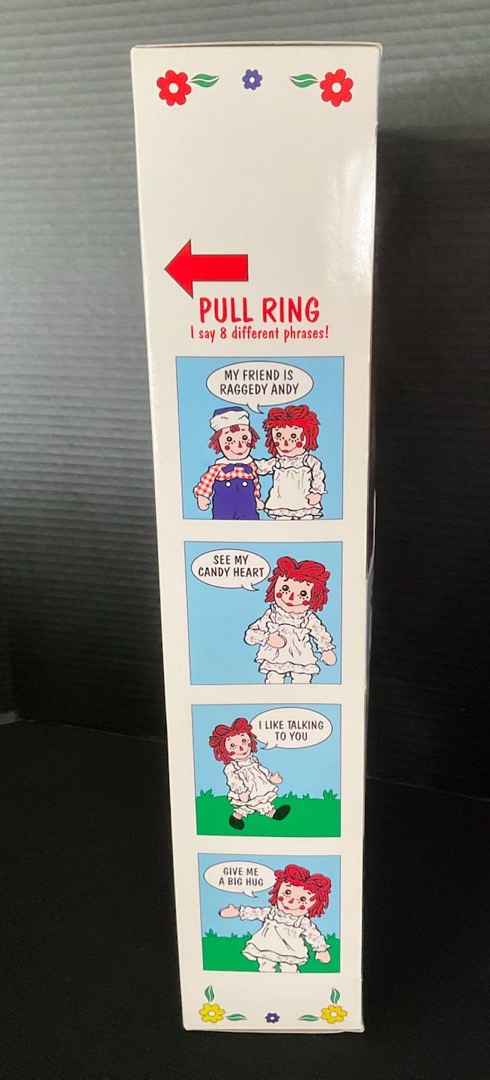 PULL RING
I say 8 different phrases!
MY FRIEND IS
RAGGEDY ANDY
SEE MY
CANDY HEART
I LIKE TALKING
TO YOU
GIVE ME
A BIG HUG